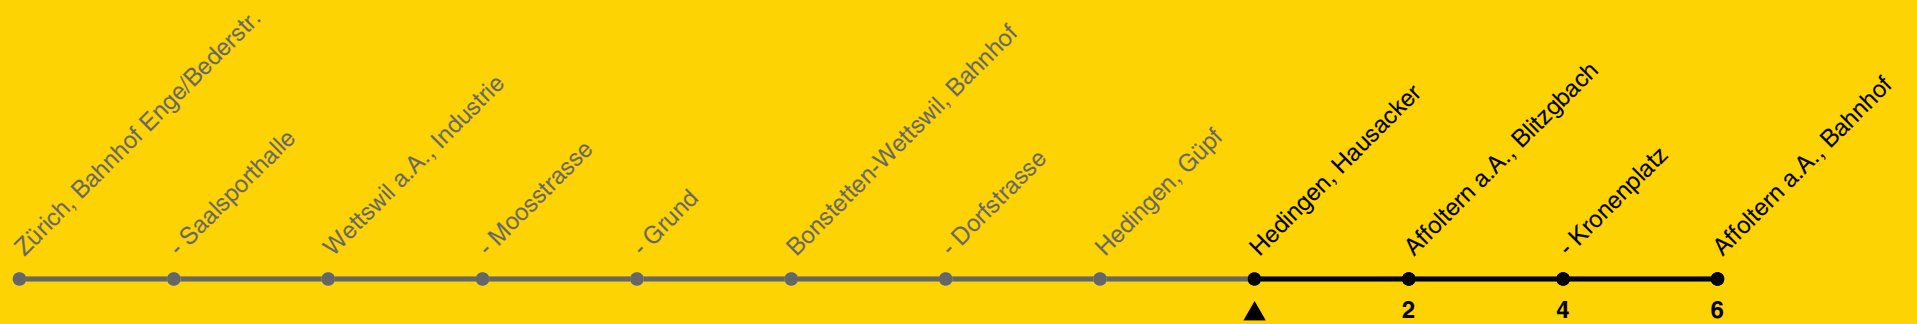 Zürich, Bahnhof Enge/Bederstr.
- Saalsporthalle
Wettswil a.A., Industrie
- Moosstrasse
- Grund
Bonstetten-Wettswil, Bahnhof
- Dorfstrasse
Hedingen, Güpf
Hedingen, Hausacker
Affoltern a.A., Blitzgbach
- Kronenplatz
Affoltern a.A., Bahnhof
2
4
6